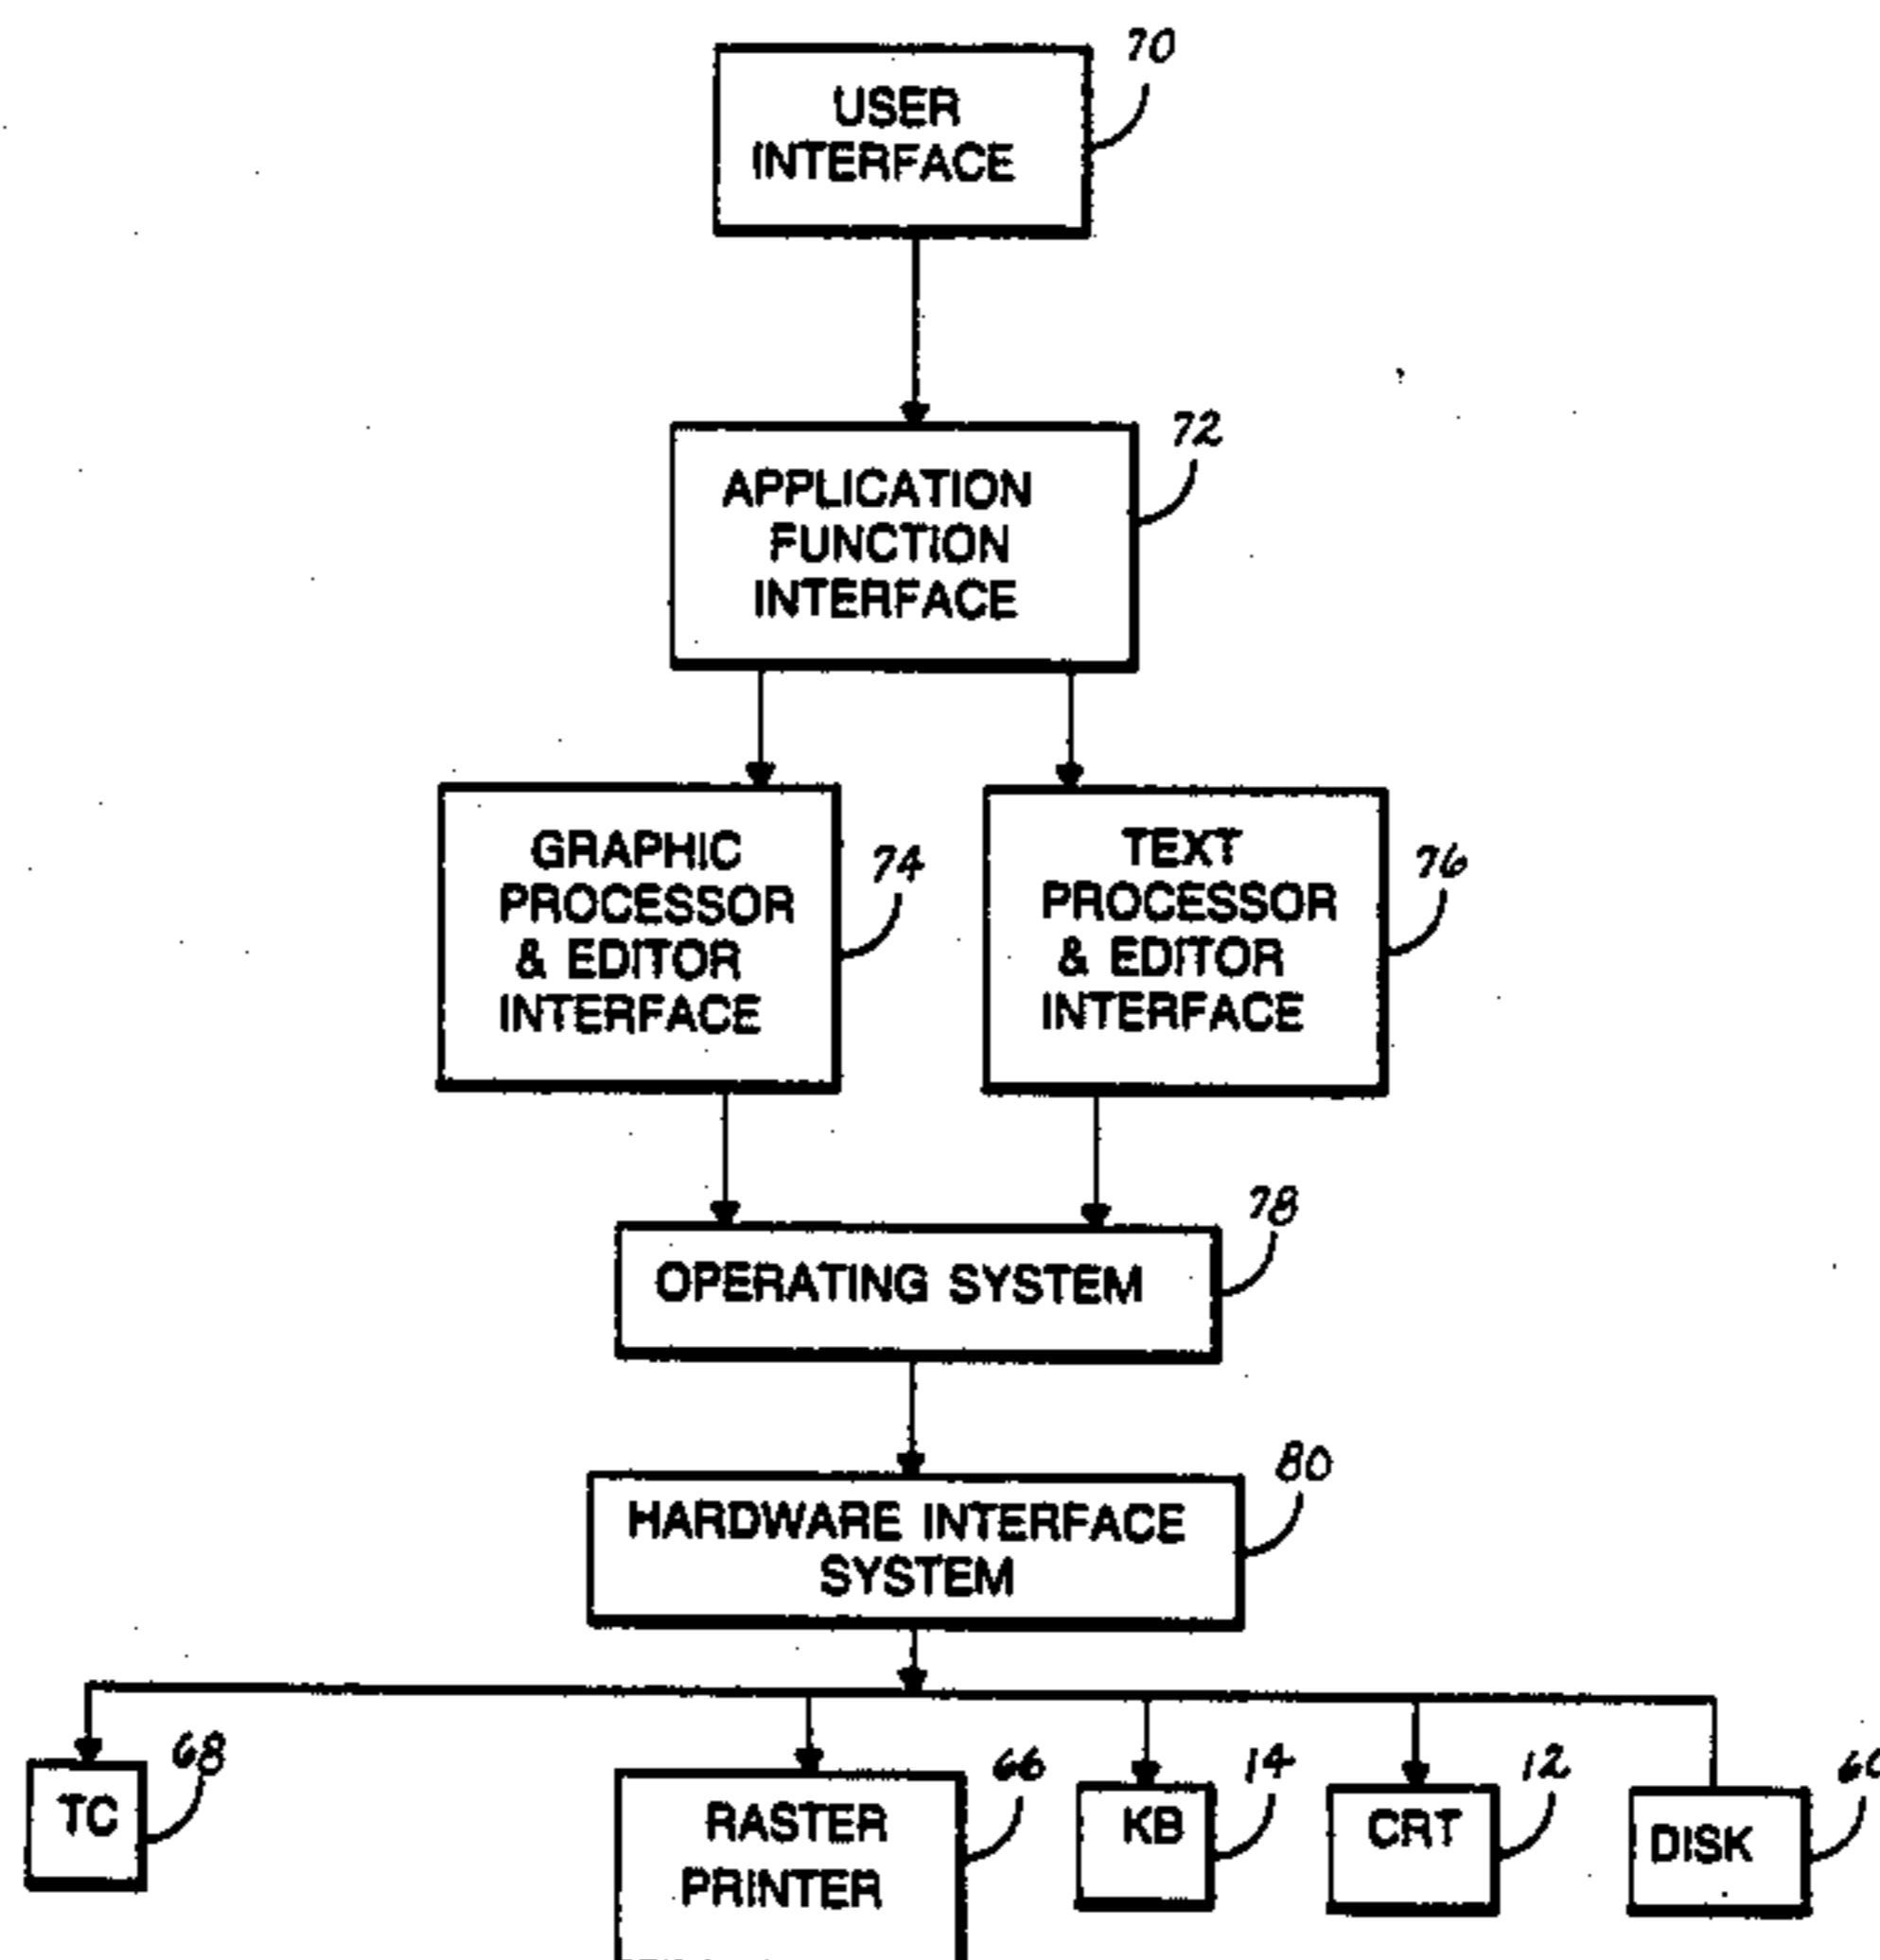 70
USER
INTERFACE
72
APPLICATION
FUNCTION
INTERFACE
GRAPHIC
PROCESSOR
& EDITOR
INTERFACE
74
TEXT
PROCESSOR
& EDITOR
INTERFACE
76
78
OPERATING SYSTEM
80
HARDWARE INTERFACE
SYSTEM
TC
68
RASTER
PRINTER
66
KB
14
CRT
12
DISK
60